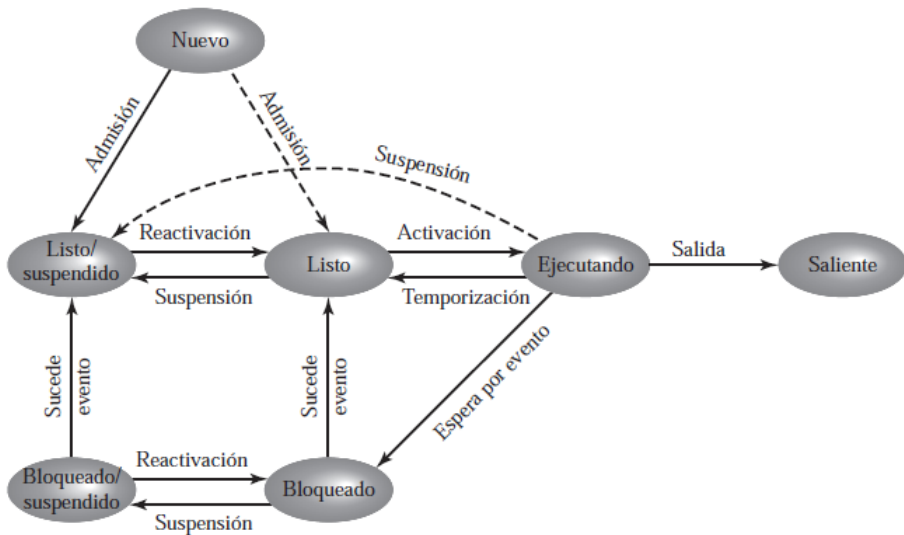 Nuevo
Admisión
Admisión
Suspensión
Reactivación
Activación
Listo/
suspendido
Listo
Ejecutando
Salida
Saliente
Suspensión
Temporización
Sucede
evento
Sucede
evento
Espera por evento
Reactivación
Bloqueado/
suspendido
Bloqueado
Suspensión